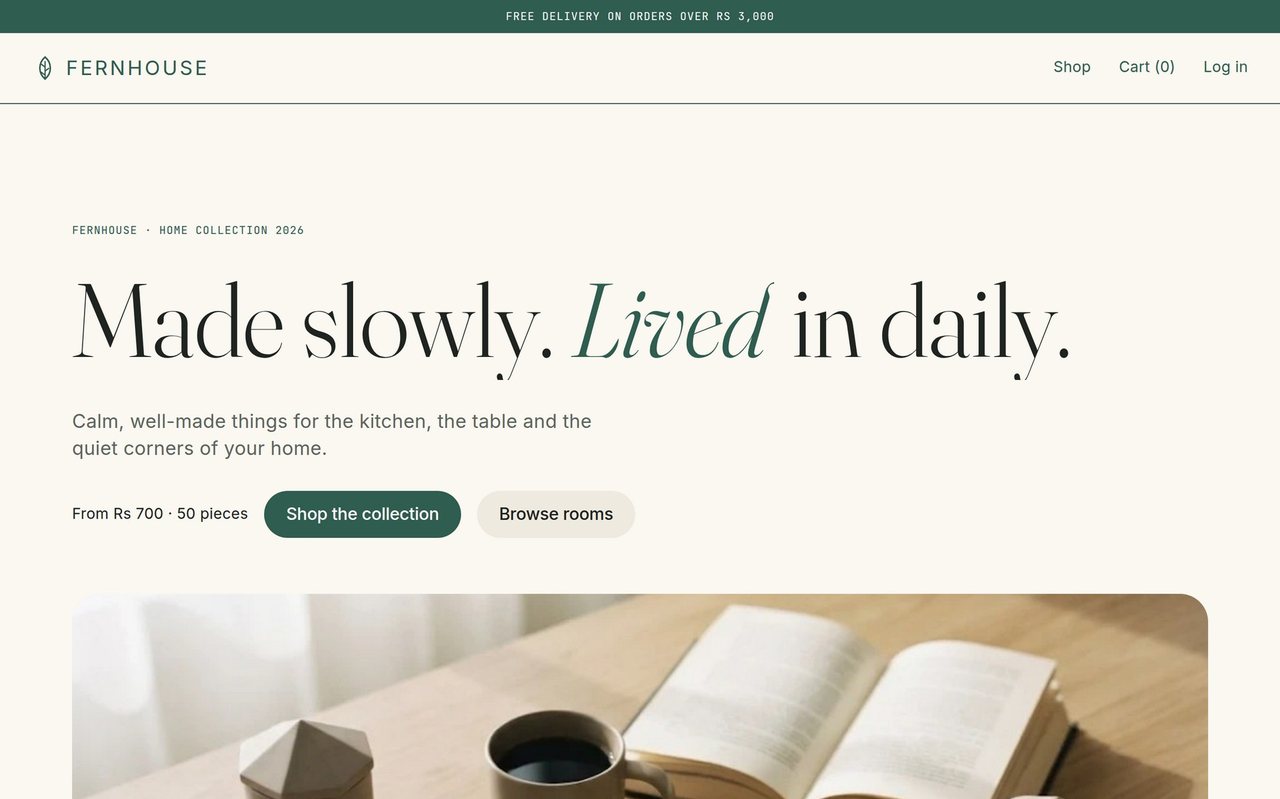 FREE DELIVERY ON ORDERS OVER RS 3,000
FERNHOUSE
Shop Cart (0) Log in
FERNHOUSE · HOME COLLECTION 2026
Made slowly. Lived in daily.
Calm, well-made things for the kitchen, the table and the
quiet corners of your home.
From Rs 700 · 50 pieces
Shop the collection
Browse rooms